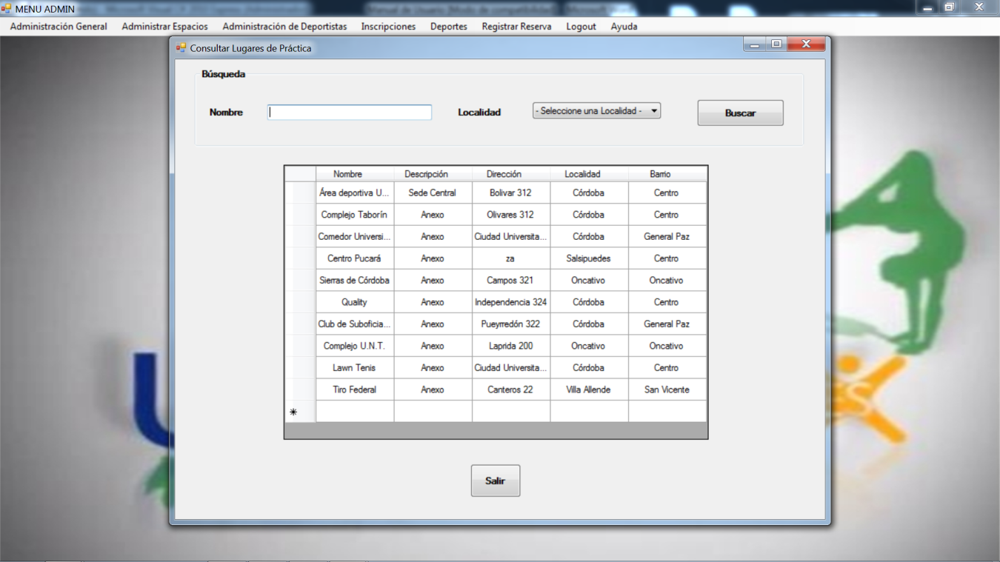 MENU ADMIN
Administración General Administrar Espacios Administración de Deportistas Inscripciones Deportes Registrar Reserva Logout Ayuda
Consultar Lugares de Práctica
Búsqueda
Nombre Localidad - Seleccione una Localidad - Buscar
Nombre Descripción Dirección Localidad Barrio
Área deportiva U... Sede Central Bolivar 312 Córdoba Centro
Complejo Taborín Anexo Olivares 312 Córdoba Centro
Comedor Universi... Anexo Ciudad Universita... Córdoba General Paz
Centro Pucará Anexo za Salsipuedes Centro
Sierras de Córdoba Anexo Campos 321 Oncativo Oncativo
Quality Anexo Independencia 324 Córdoba Centro
Club de Suboficia... Anexo Pueyrredón 322 Córdoba General Paz
Complejo U.N.T. Anexo Laprida 200 Oncativo Oncativo
Lawn Tenis Anexo Ciudad Universita... Córdoba Centro
Tiro Federal Anexo Canteros 22 Villa Allende San Vicente
Salir